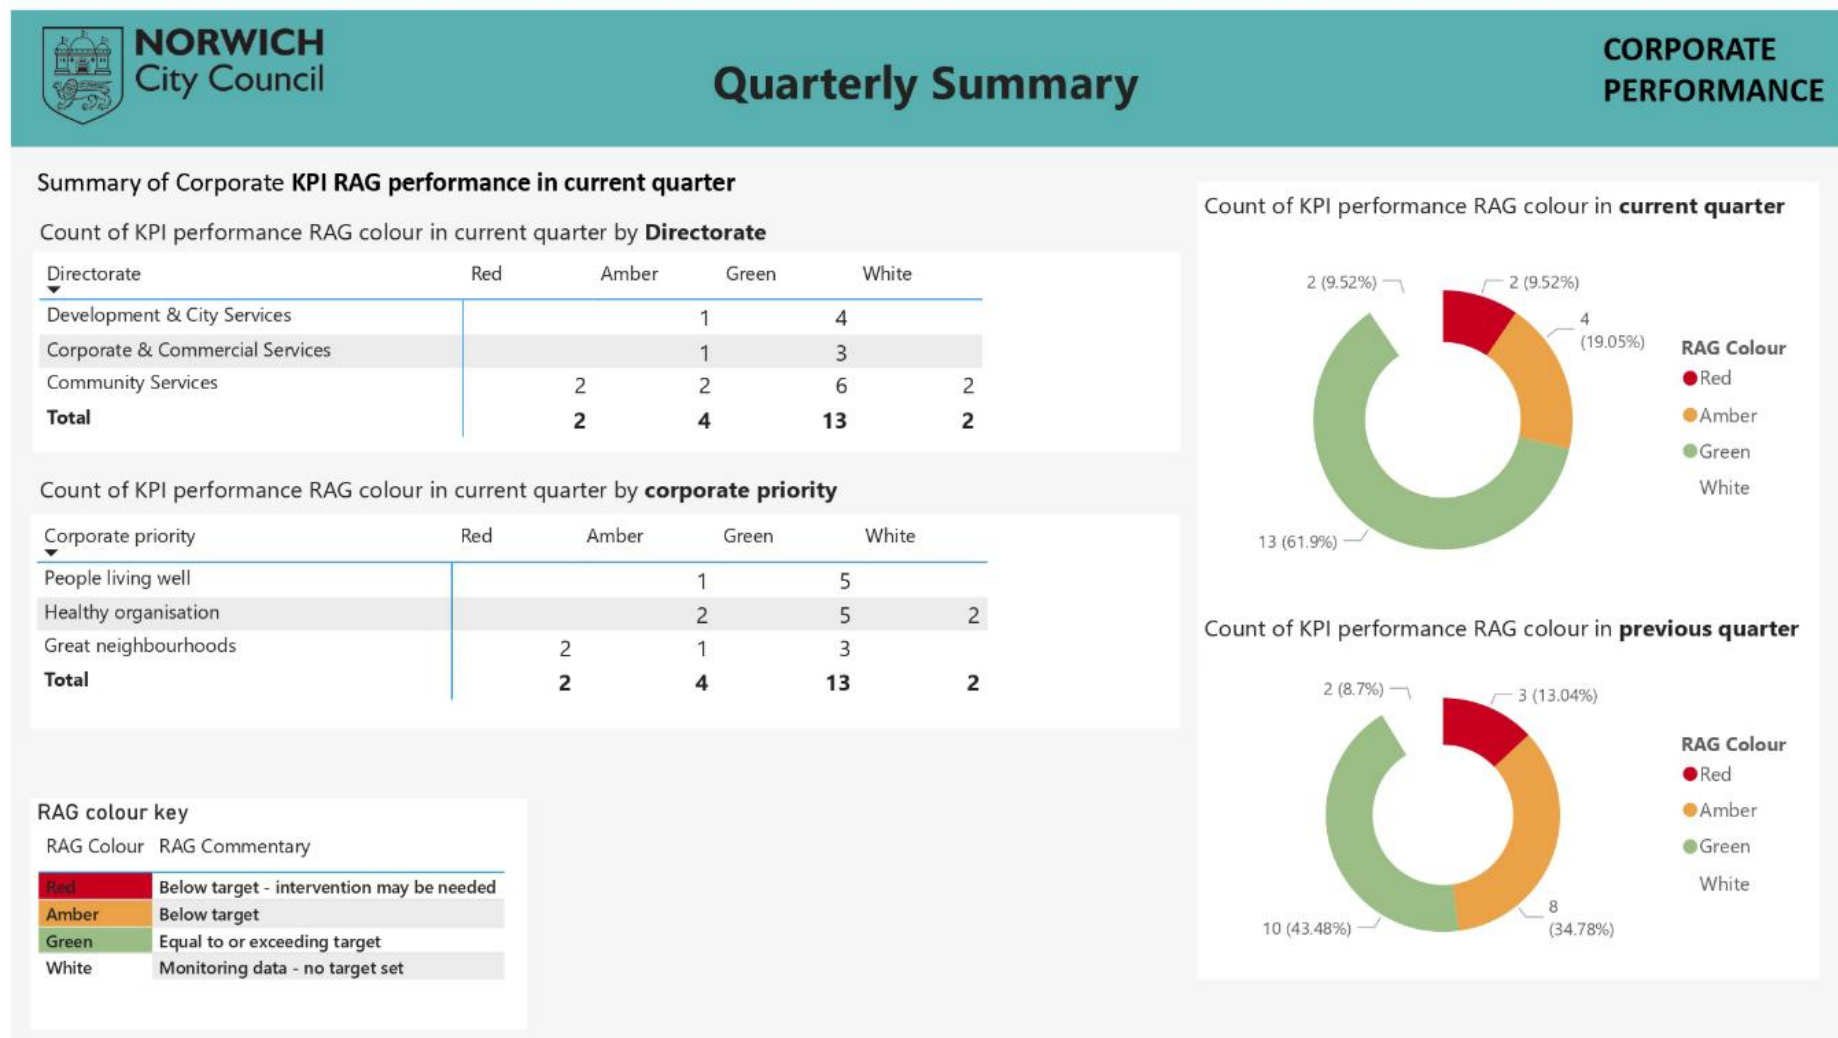 NORWICH
City Council
Quarterly Summary
CORPORATE
PERFORMANCE
Summary of Corporate KPI RAG performance in current quarter
Count of KPI performance RAG colour in current quarter by Directorate
Directorate Red Amber Green White
Development & City Services 1 4
Corporate & Commercial Services 1 3
Community Services 2 2 6 2
Total 2 4 13 2
Count of KPI performance RAG colour in current quarter by corporate priority
Corporate priority Red Amber Green White
People living well 1 5
Healthy organisation 2 5 2
Great neighbourhoods 2 1 3
Total 2 4 13 2
RAG colour key
RAG Colour RAG Commentary
Red Below target - intervention may be needed
Amber Below target
Green Equal to or exceeding target
White Monitoring data - no target set
Count of KPI performance RAG colour in current quarter
2 (9.52%)
2 (9.52%)
4
(19.05%)
13 (61.9%)
RAG Colour
Red
Amber
Green
White
Count of KPI performance RAG colour in previous quarter
2 (8.7%)
3 (13.04%)
8
(34.78%)
10 (43.48%)
RAG Colour
Red
Amber
Green
White